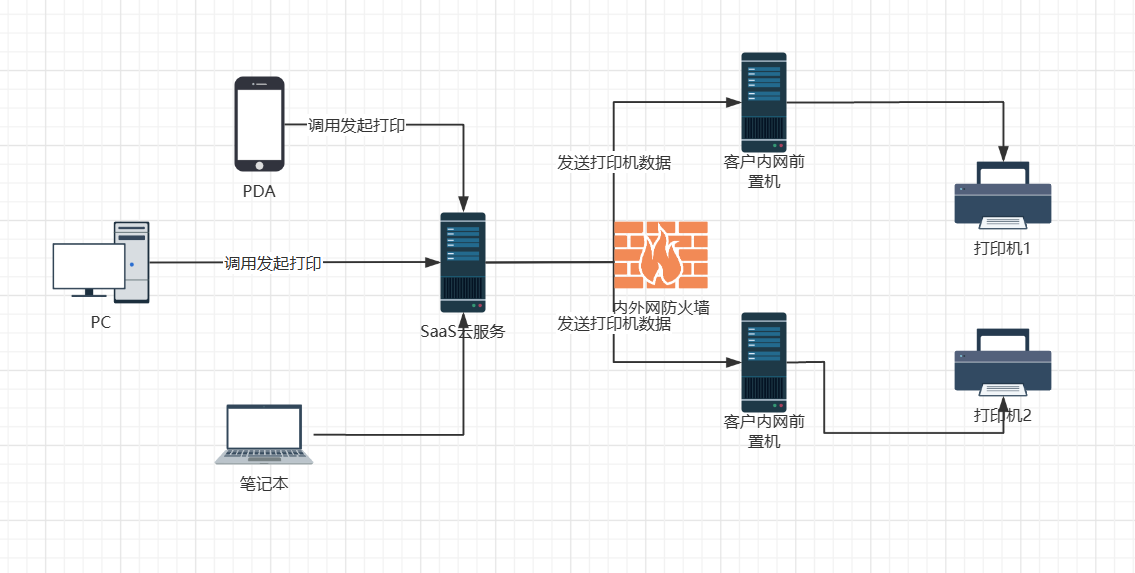 调用发起打印
PDA
发送打印机数据
客户内网前
置机
打印机1
调用发起打印
PC
SaaS云服务
内外网防火墙
发送打印机数据
客户内网前
置机
打印机2
笔记本